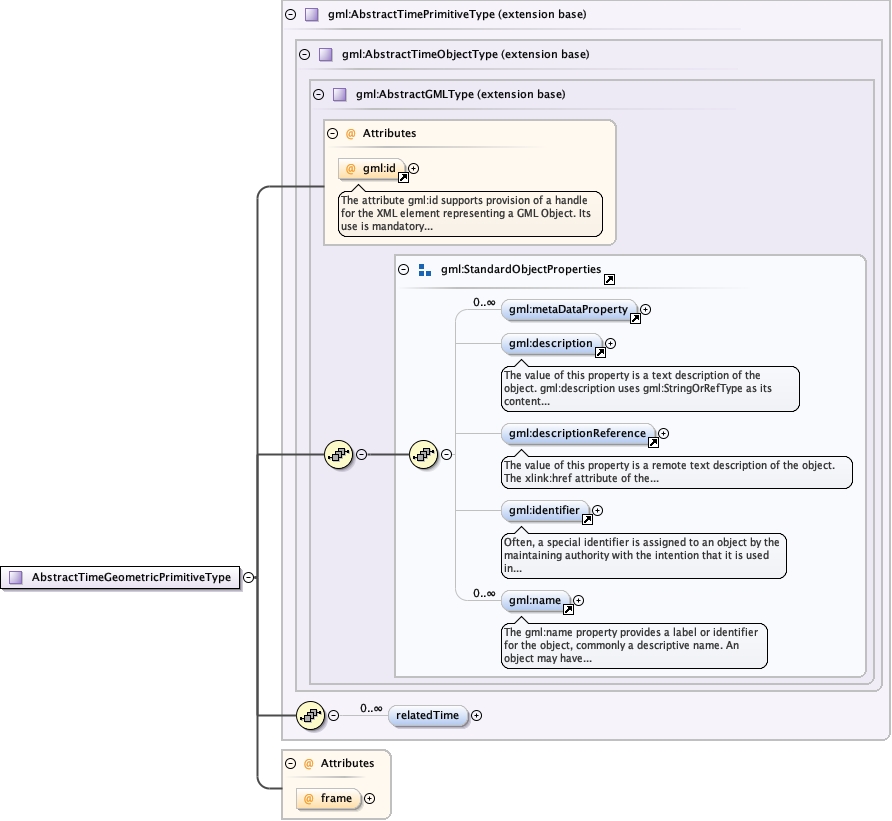 gml:AbstractTimePrimitiveType (extension base)
gml:AbstractTimeObjectType (extension base)
gml:AbstractGMLType (extension base)
@ Attributes
@ gml:id
The attribute gml:id supports provision of a handle
for the XML element representing a GML Object. Its
use is mandatory...
gml:StandardObjectProperties
0..∞
gml:metaDataProperty
gml:description
The value of this property is a text description of the
object. gml:description uses gml:StringOrRefType as its
content...
gml:descriptionReference
The value of this property is a remote text description of the object.
The xlink:href attribute of the...
gml:identifier
Often, a special identifier is assigned to an object by the
maintaining authority with the intention that it is used
in...
AbstractTimeGeometricPrimitiveType
0..∞
gml:name
The gml:name property provides a label or identifier
for the object, commonly a descriptive name. An
object may have...
0..∞
relatedTime
@ Attributes
@ frame